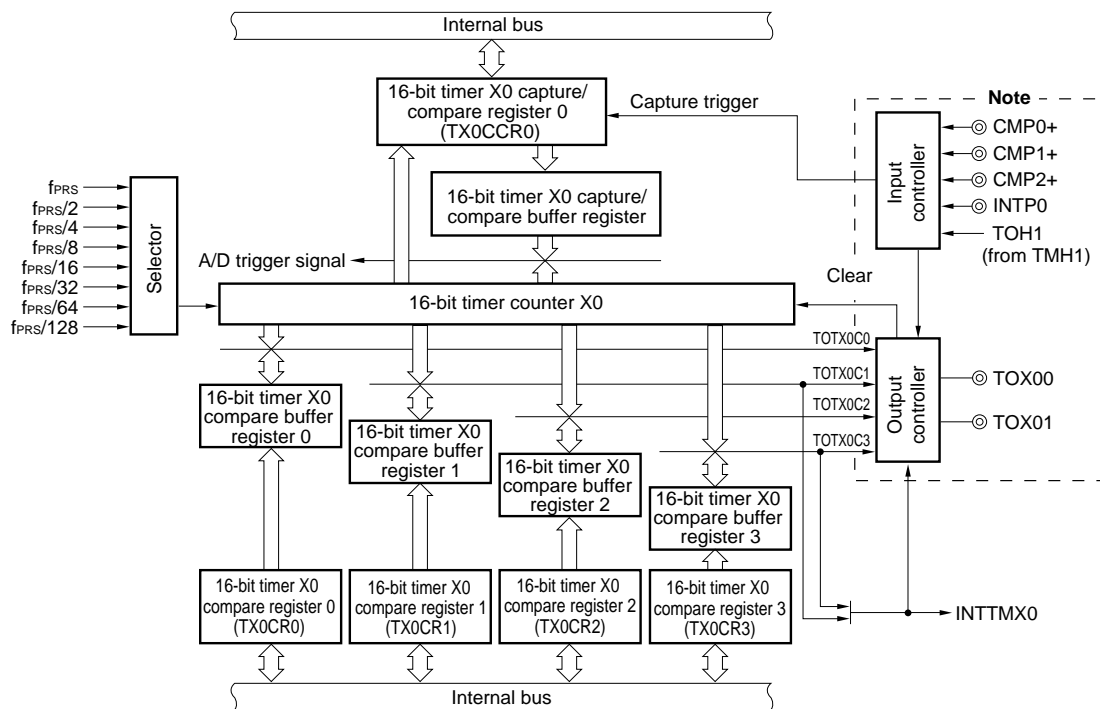 Internal bus
16-bit timer X0 capture/
compare register 0
(TX0CCR0)
Capture trigger
Note
CMP0+
CMP1+
CMP2+
INTP0
TOH1
(from TMH1)
Input
controller
16-bit timer X0 capture/
compare buffer register
fPRS
fPRS/2
fPRS/4
fPRS/8
fPRS/16
fPRS/32
fPRS/64
fPRS/128
Selector
A/D trigger signal
Clear
16-bit timer counter X0
TOTX0C0
TOTX0C1
TOTX0C2
TOTX0C3
Output
controller
TOX00
TOX01
16-bit timer X0
compare buffer
register 0
16-bit timer X0
compare buffer
register 1
16-bit timer X0
compare buffer
register 2
16-bit timer X0
compare buffer
register 3
16-bit timer X0
compare register 0
(TX0CR0)
16-bit timer X0
compare register 1
(TX0CR1)
16-bit timer X0
compare register 2
(TX0CR2)
16-bit timer X0
compare register 3
(TX0CR3)
INTTMX0
Internal bus